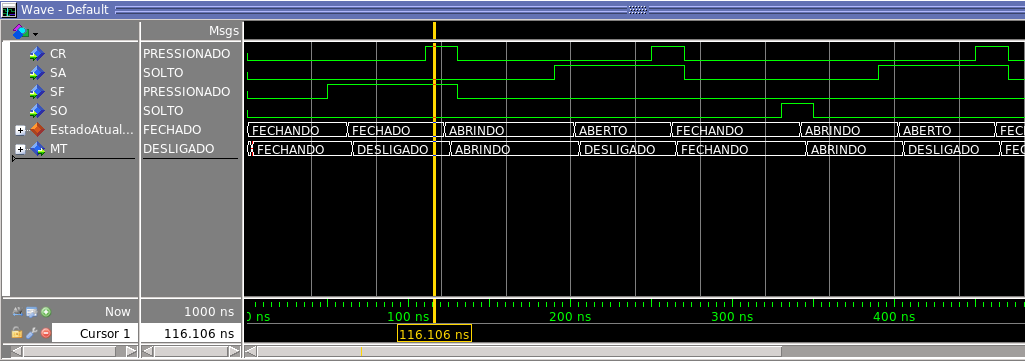 Wave - Default
Msgs
CR PRESSIONADO
SA SOLTO
SF PRESSIONADO
SO SOLTO
EstadoAtual... FECHADO FECHANDO FECHADO ABRINDO ABERTO FECHANDO ABRINDO ABERTO FEC
MT DESLIGADO FECHANDO DESLIGADO ABRINDO DESLIGADO FECHANDO ABRINDO DESLIGADO FEC
Now 1000 ns 0 ns 100 ns 200 ns 300 ns 400 ns
Cursor 1 116.106 ns 116.106 ns